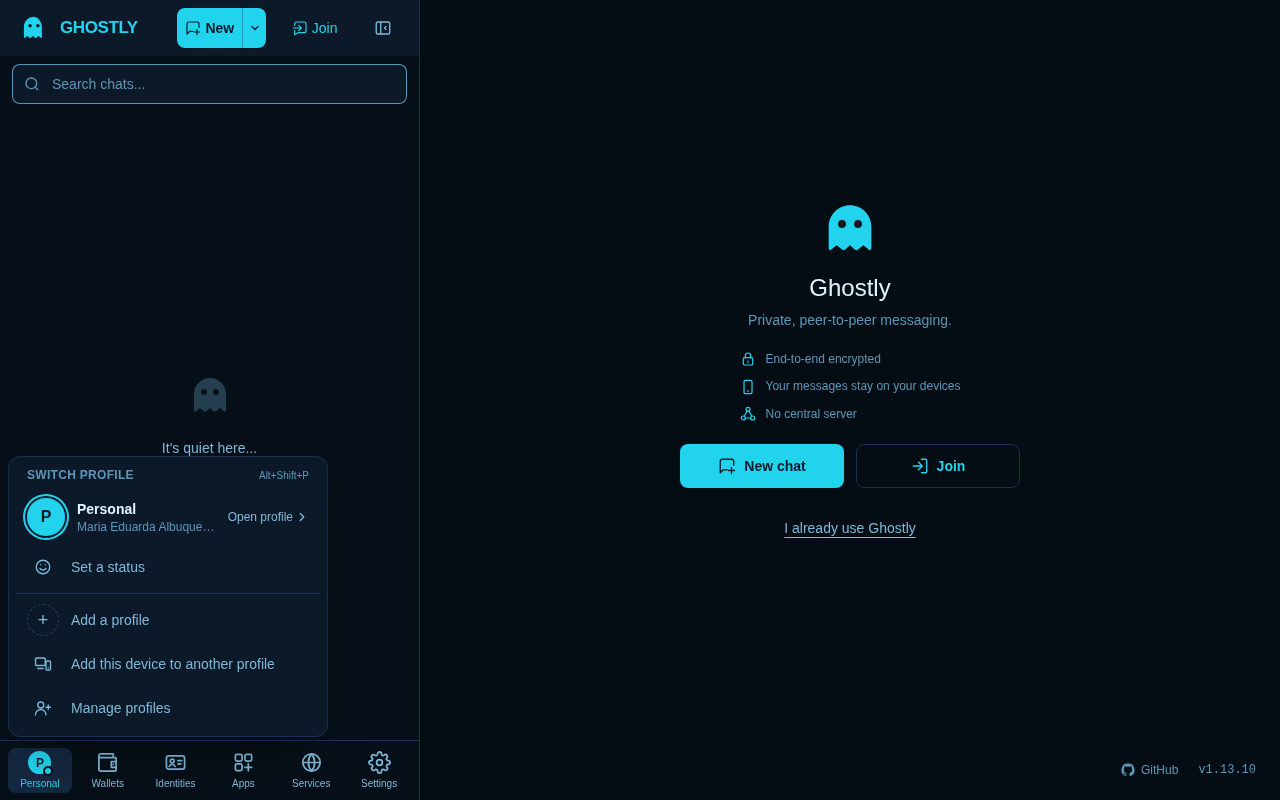 GHOSTLY
New
Join
Search chats...
It's quiet here...
SWITCH PROFILE
Alt+Shift+P
P
Personal
Maria Eduarda Albuque...
Open profile
Set a status
+
Add a profile
Add this device to another profile
Manage profiles
P
Personal
Wallets
Identities
Apps
Services
Settings
Ghostly
Private, peer-to-peer messaging.
End-to-end encrypted
Your messages stay on your devices
No central server
New chat
Join
I already use Ghostly
GitHub
v1.13.10